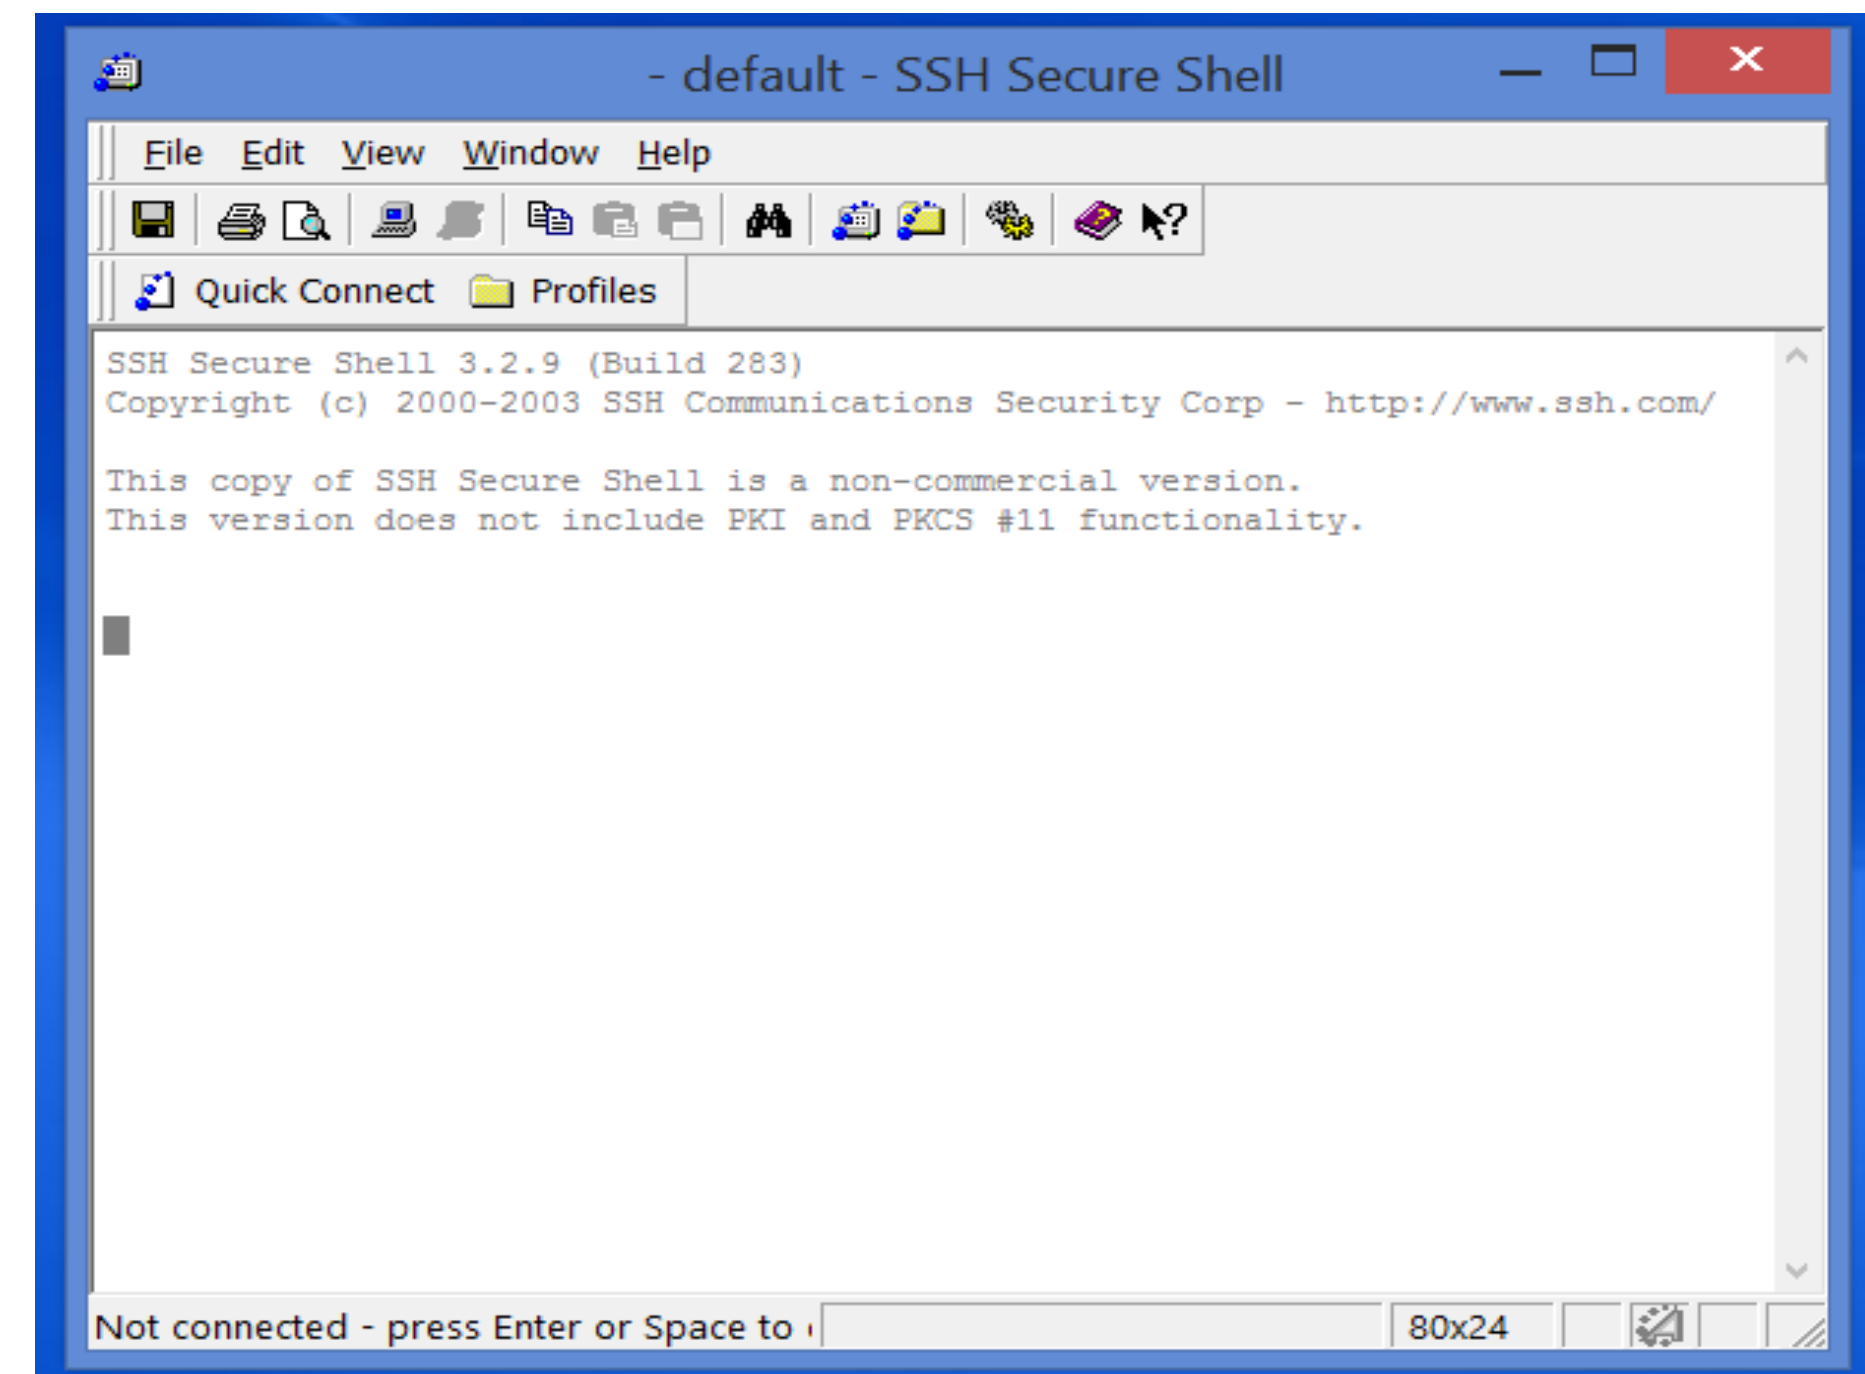 - default - SSH Secure Shell
File Edit View Window Help
Quick Connect Profiles
SSH Secure Shell 3.2.9 (Build 283)
Copyright (c) 2000-2003 SSH Communications Security Corp - http://www.ssh.com/
This copy of SSH Secure Shell is a non-commercial version.
This version does not include PKI and PKCS #11 functionality.
Not connected - press Enter or Space to
80x24